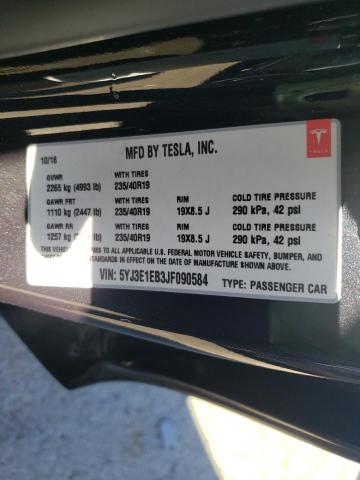 10/18 MFD BY TESLA, INC.
GVWR WITH TIRES
2265 kg (4993 lb) 235/40R19
GAWR FRT WITH TIRES RIM COLD TIRE PRESSURE
1110 kg (2447 lb) 235/40R19 19X8.5 J 290 kPa, 42 psi
GAWR RR WITH TIRES RIM COLD TIRE PRESSURE
1257 kg 235/40R19 19X8.5 J 290 kPa, 42 psi
THIS VEHICLE CONFORMS TO ALL APPLICABLE U.S. FEDERAL MOTOR VEHICLE SAFETY, BUMPER, AND
STANDARDS IN EFFECT ON THE DATE OF MANUFACTURE SHOWN ABOVE.
VIN: 5YJ3E1EB3JF090584 TYPE: PASSENGER CAR
TESLA